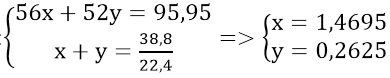 {56x + 52y = 95,95
x + y = 38,8/22,4
=> {x = 1,4695
y = 0,2625